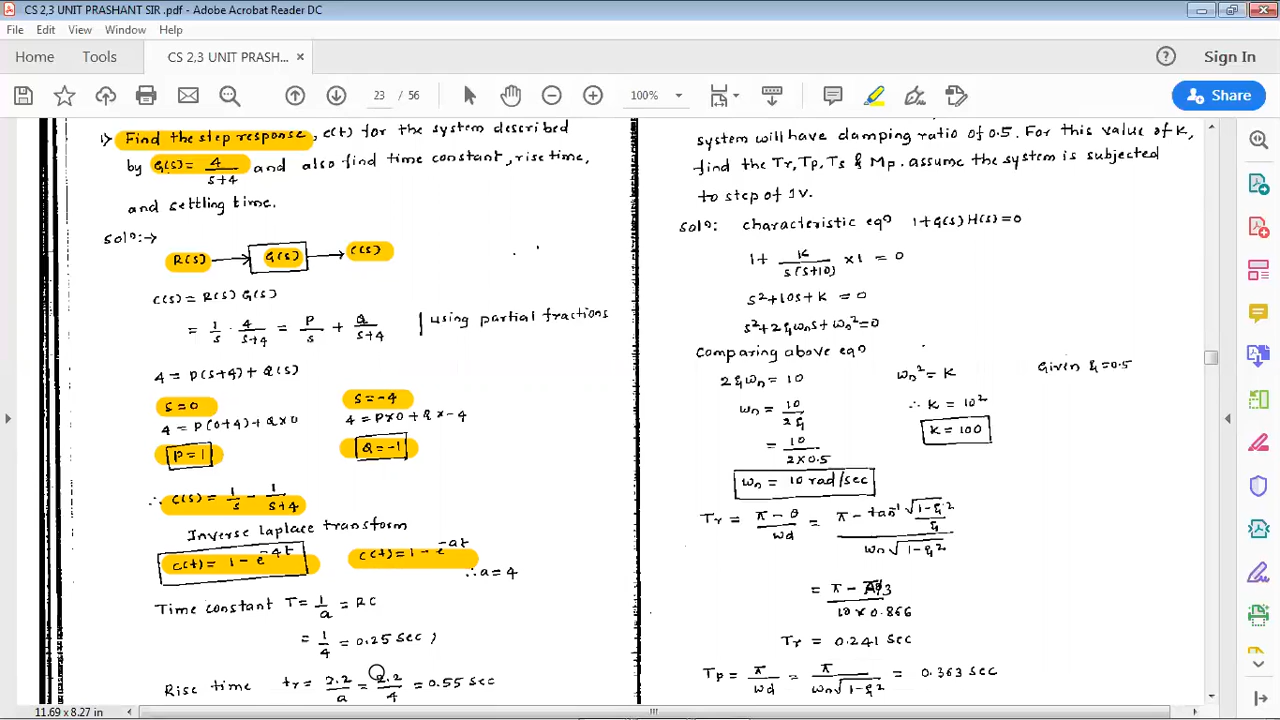 CS 2,3 UNIT PRASHANT SIR .pdf - Adobe Acrobat Reader DC
File Edit View Window Help
Home Tools CS 2,3 UNIT PRASH... × Sign In
23 / 56 100% Share
1) Find the step response, c(t) for the system described
by G(s) = 4/(s+4) and also find time constant, rise time,
and settling time.
Solⁿ:→
R(s) → G(s) → C(s)
C(s) = R(s) G(s)
= 1/s · 4/(s+4) = P/s + Q/(s+4) | using partial fractions
4 = P(s+4) + Q(s)
s=0 s=-4
4 = P(0+4) + Q×0 4 = P×0 + Q×-4
P=1 Q=-1
∴ C(s) = 1/s - 1/(s+4)
Inverse laplace transform
c(t) = 1 - e^-4t c(t) = 1 - e^-at
∴ a = 4
Time constant T = 1/a = RC
= 1/4 = 0.25 sec,
Rise time tr = 2.2/a = 2.2/4 = 0.55 sec
system will have damping ratio of 0.5. For this value of K,
find the Tr, Tp, Ts & Mp. assume the system is subjected
to step of 1V.
Solⁿ: characteristic eqⁿ 1+G(s)H(s)=0
1 + K/(s(s+10)) × 1 = 0
s² + 10s + K = 0
s² + 2ξωns + ωn² = 0
Comparing above eqⁿ
2ξωn = 10 ωn² = K Given ξ=0.5
ωn = 10/2ξ ∴ K = 10²
= 10/(2×0.5) K = 100
ωn = 10 rad/sec
Tr = (π - θ)/ωd = (π - tan⁻¹ √(1-ξ²)/ξ)/(ωn √(1-ξ²))
= (π - π/3)/(10×0.866)
Tr = 0.241 sec
Tp = π/ωd = π/(ωn√(1-ξ²)) = 0.363 sec
11.69 x 8.27 in